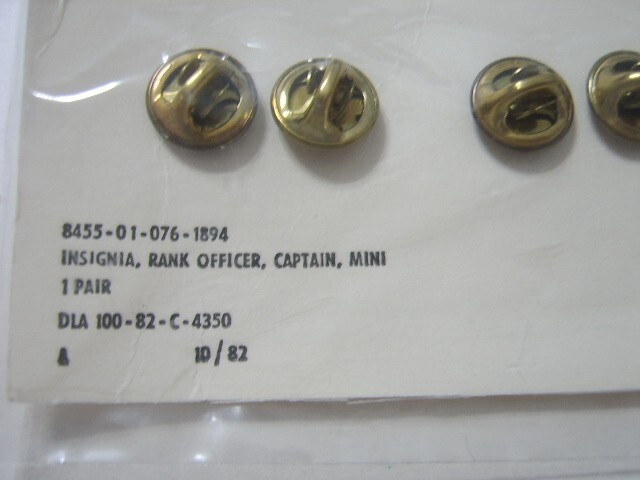 8455-01-076-1894
INSIGNIA, RANK OFFICER, CAPTAIN, MINI
1 PAIR
DLA 100-82-C-4350
A 10/82